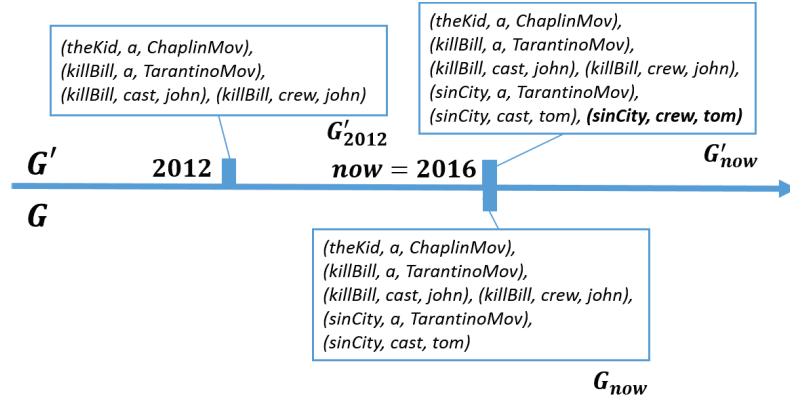 (theKid, a, ChaplinMov),
(killBill, a, TarantinoMov),
(killBill, cast, john), (killBill, crew, john)
G′2012
(theKid, a, ChaplinMov),
(killBill, a, TarantinoMov),
(killBill, cast, john), (killBill, crew, john),
(sinCity, a, TarantinoMov),
(sinCity, cast, tom), (sinCity, crew, tom)
G′now
G′
2012
now = 2016
G
(theKid, a, ChaplinMov),
(killBill, a, TarantinoMov),
(killBill, cast, john), (killBill, crew, john),
(sinCity, a, TarantinoMov),
(sinCity, cast, tom)
Gnow